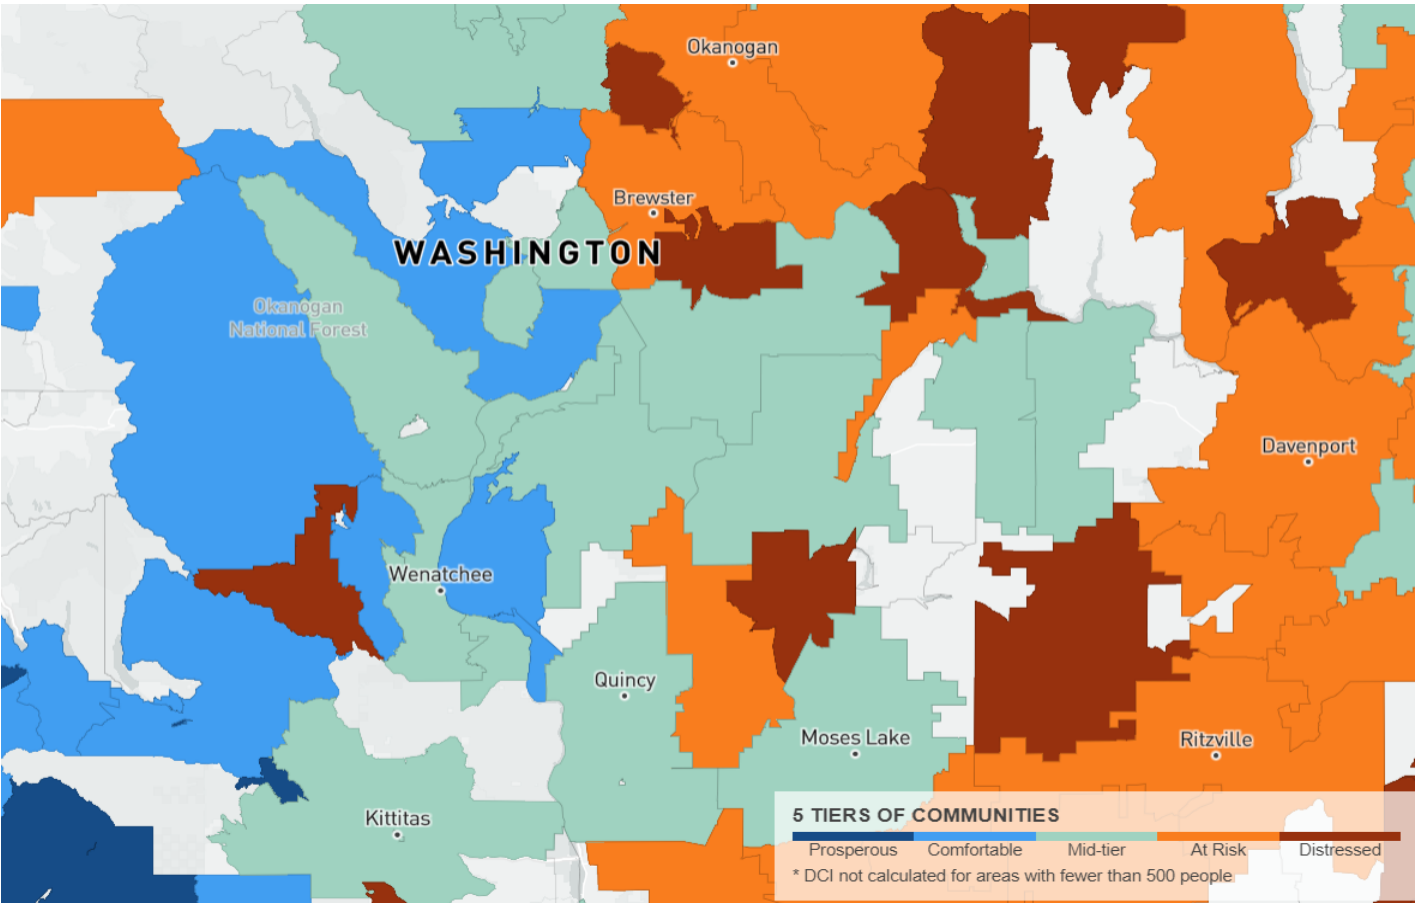 Okanogan
Brewster
WASHINGTON
Okanogan
National Forest
Davenport
Wenatchee
Quincy
Moses Lake
Ritzville
Kittitas
5 TIERS OF COMMUNITIES
Prosperous Comfortable Mid-tier At Risk Distressed
* DCI not calculated for areas with fewer than 500 people